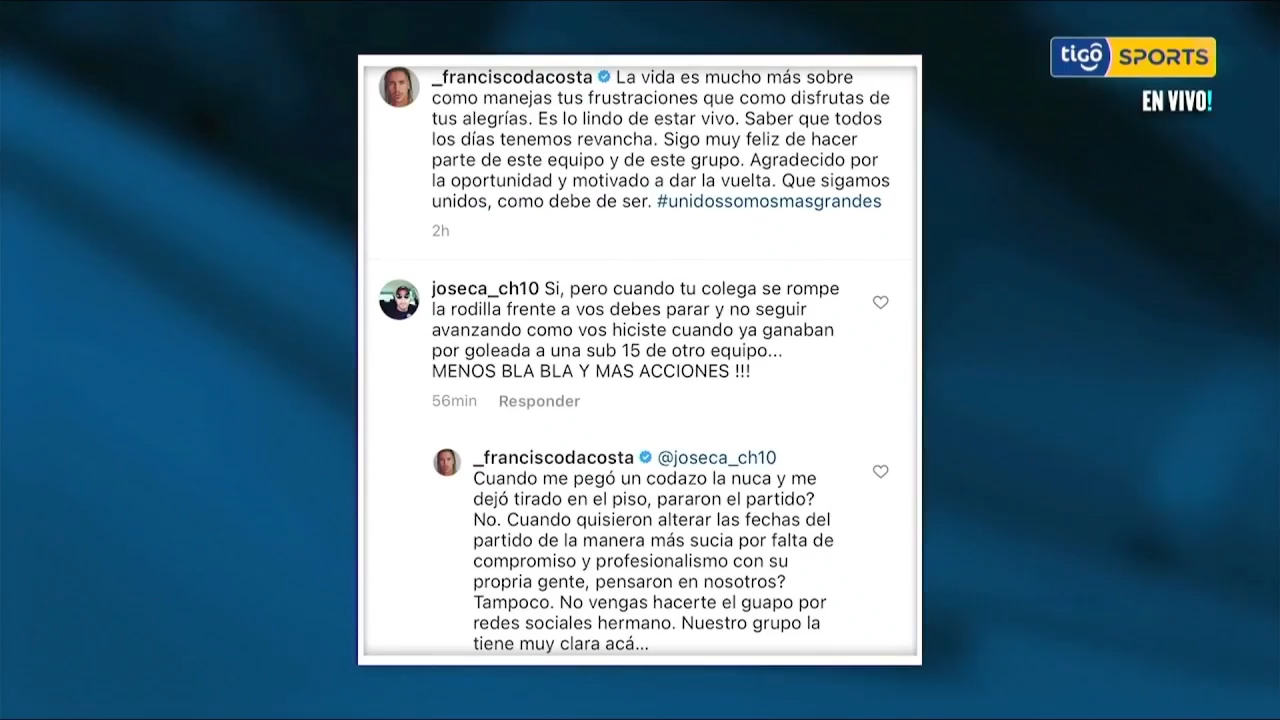 tigo SPORTS
EN VIVO!
_franciscodacosta La vida es mucho más sobre
como manejas tus frustraciones que como disfrutas de
tus alegrías. Es lo lindo de estar vivo. Saber que todos
los días tenemos revancha. Sigo muy feliz de hacer
parte de este equipo y de este grupo. Agradecido por
la oportunidad y motivado a dar la vuelta. Que sigamos
unidos, como debe de ser. #unidossomosmasgrandes
2h
joseca_ch10 Si, pero cuando tu colega se rompe
la rodilla frente a vos debes parar y no seguir
avanzando como vos hiciste cuando ya ganaban
por goleada a una sub 15 de otro equipo...
MENOS BLA BLA Y MAS ACCIONES !!!
56min Responder
_franciscodacosta @joseca_ch10
Cuando me pegó un codazo la nuca y me
dejó tirado en el piso, pararon el partido?
No. Cuando quisieron alterar las fechas del
partido de la manera más sucia por falta de
compromiso y profesionalismo con su
propria gente, pensaron en nosotros?
Tampoco. No vengas hacerte el guapo por
redes sociales hermano. Nuestro grupo la
tiene muy clara acá...